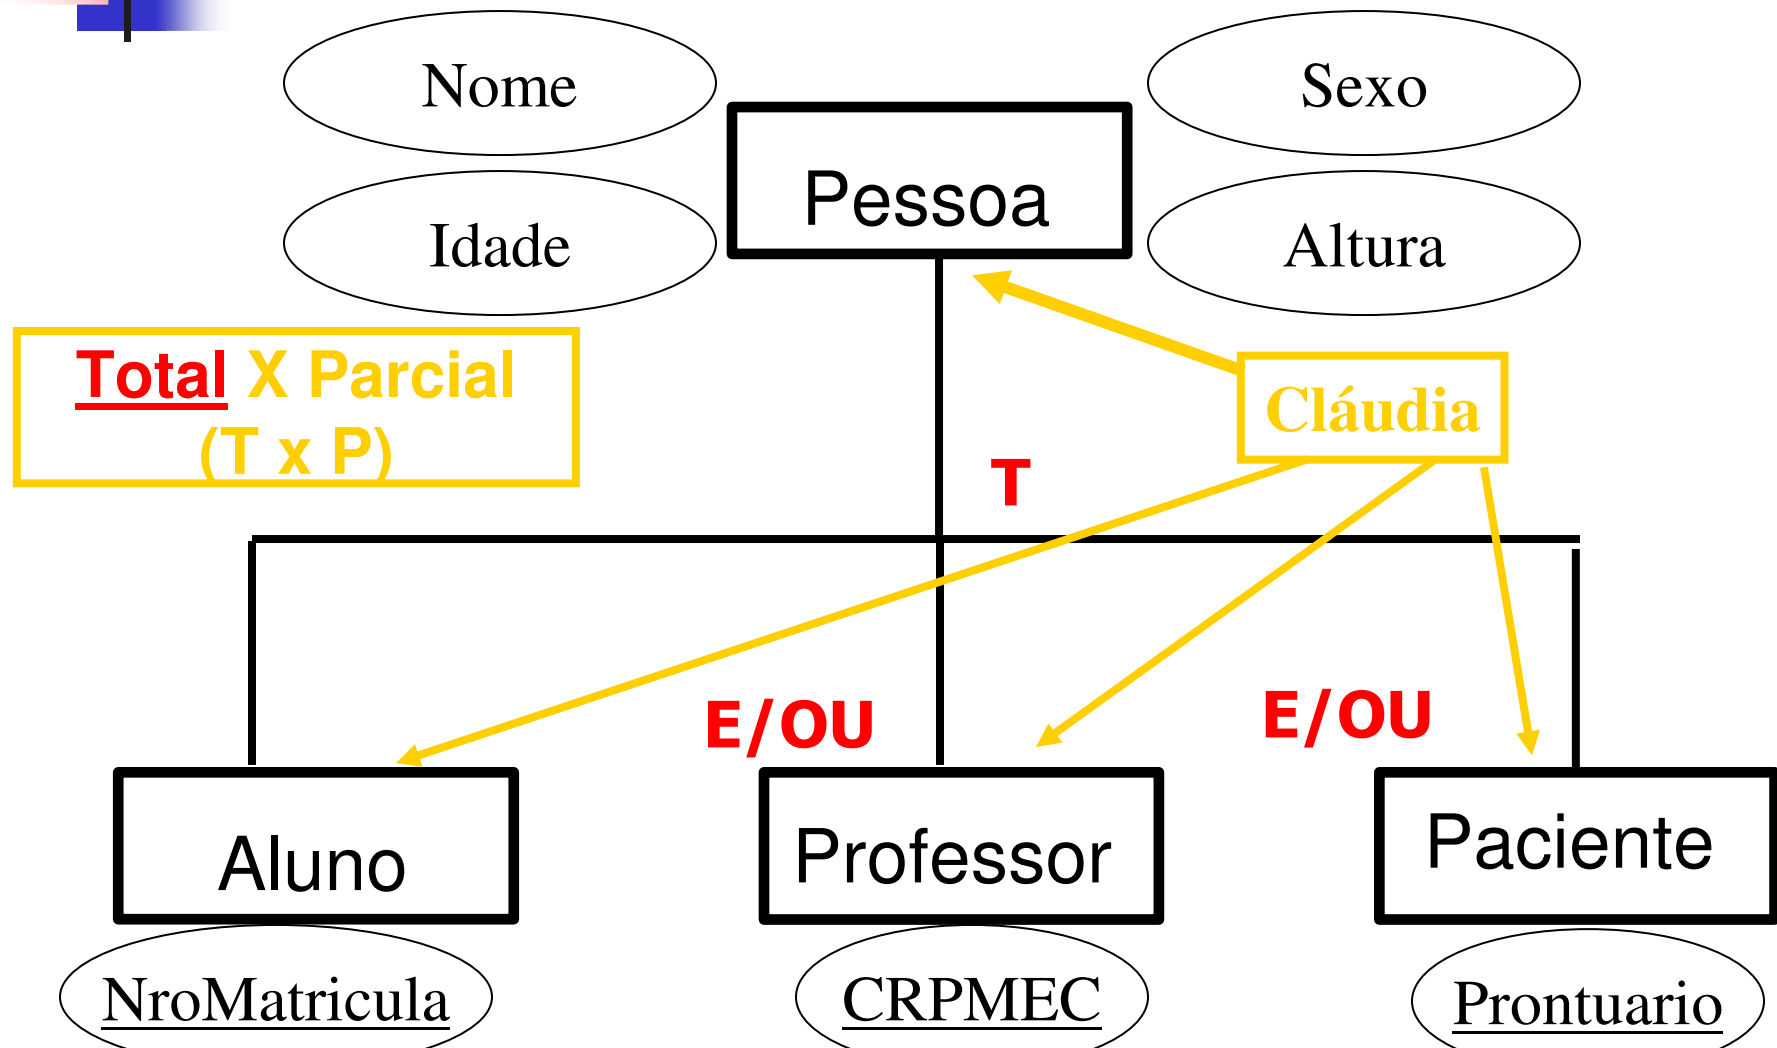 Nome
Sexo
Pessoa
Idade
Altura
Total X Parcial
(T x P)
Cláudia
T
E/OU
E/OU
Aluno
Professor
Paciente
NroMatricula
CRPMEC
Prontuario